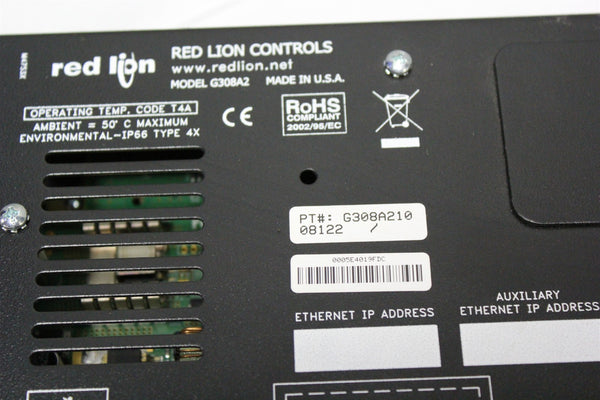 M475SX
red lion
RED LION CONTROLS
www.redlion.net
MODEL G308A2 MADE IN U.S.A.
OPERATING TEMP. CODE T4A
AMBIENT = 50°C MAXIMUM
ENVIRONMENTAL-IP66 TYPE 4X
CE
RoHS
COMPLIANT
2002/95/EC
PT#: G308A210
08122 /
0005E4019FDC
ETHERNET IP ADDRESS
AUXILIARY
ETHERNET IP ADDRESS